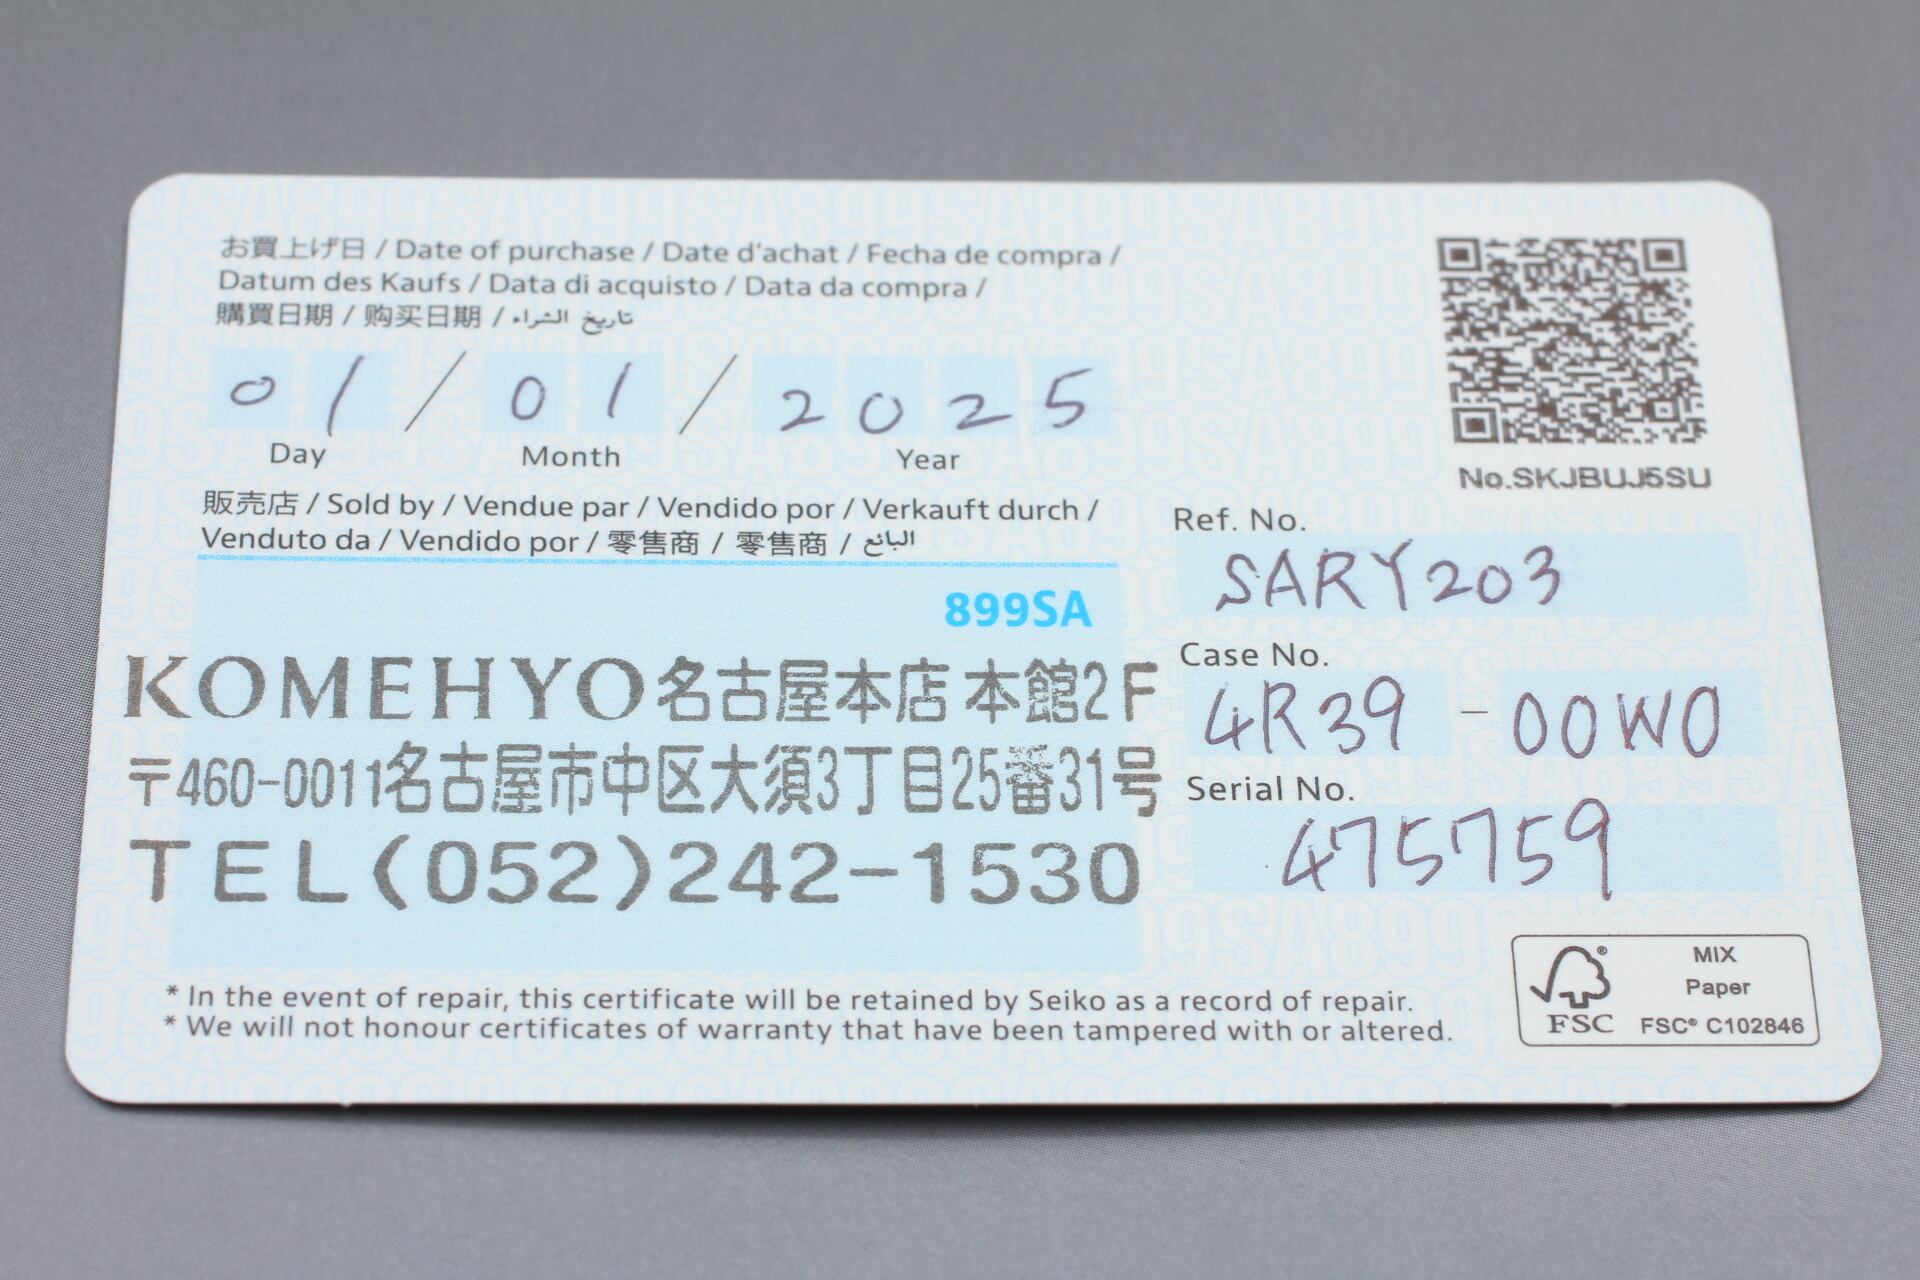 お買上げ日 / Date of purchase / Date d'achat / Fecha de compra /
Datum des Kaufs / Data di acquisto / Data da compra /
購買日期 / 购买日期 / تاريخ الشراء
01 / 01 / 2025
Day Month Year
販売店 / Sold by / Vendue par / Vendido por / Verkauft durch /
Venduto da / Vendido por / 零售商 / 零售商 / البائع
899SA
KOMEHYO名古屋本店 本館2F
〒460-0011名古屋市中区大須3丁目25番31号
TEL(052)242-1530
No.SKJBUJ5SU
Ref. No.
SARY203
Case No.
4R39 - 00W0
Serial No.
475759
* In the event of repair, this certificate will be retained by Seiko as a record of repair.
* We will not honour certificates of warranty that have been tampered with or altered.
FSC®
MIX
Paper
FSC® C102846